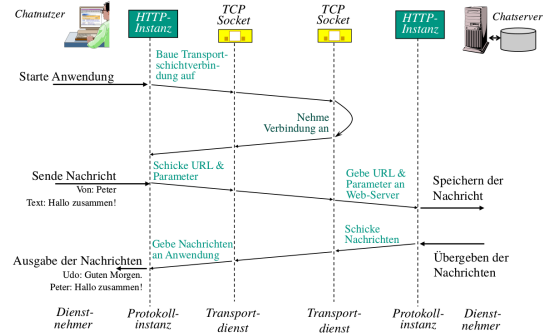 Chatnutzer
HTTP-
Instanz
TCP
Socket
TCP
Socket
HTTP-
Instanz
Chatserver
Baue Transport-
schichtverbin-
dung auf
Starte Anwendung
Nehme
Verbindung an
Schicke URL &
Parameter
Gebe URL &
Parameter an
Web-Server
Sende Nachricht
Von: Peter
Text: Hallo zusammen!
Speichern der
Nachricht
Schicke
Nachrichten
Gebe Nachrichten
an Anwendung
Ausgabe der Nachrichten
Udo: Guten Morgen.
Peter: Hallo zusammen!
Übergeben der
Nachrichten
Dienst-
nehmer
Protokoll-
instanz
Transport-
dienst
Transport-
dienst
Protokoll-
instanz
Dienst-
nehmer